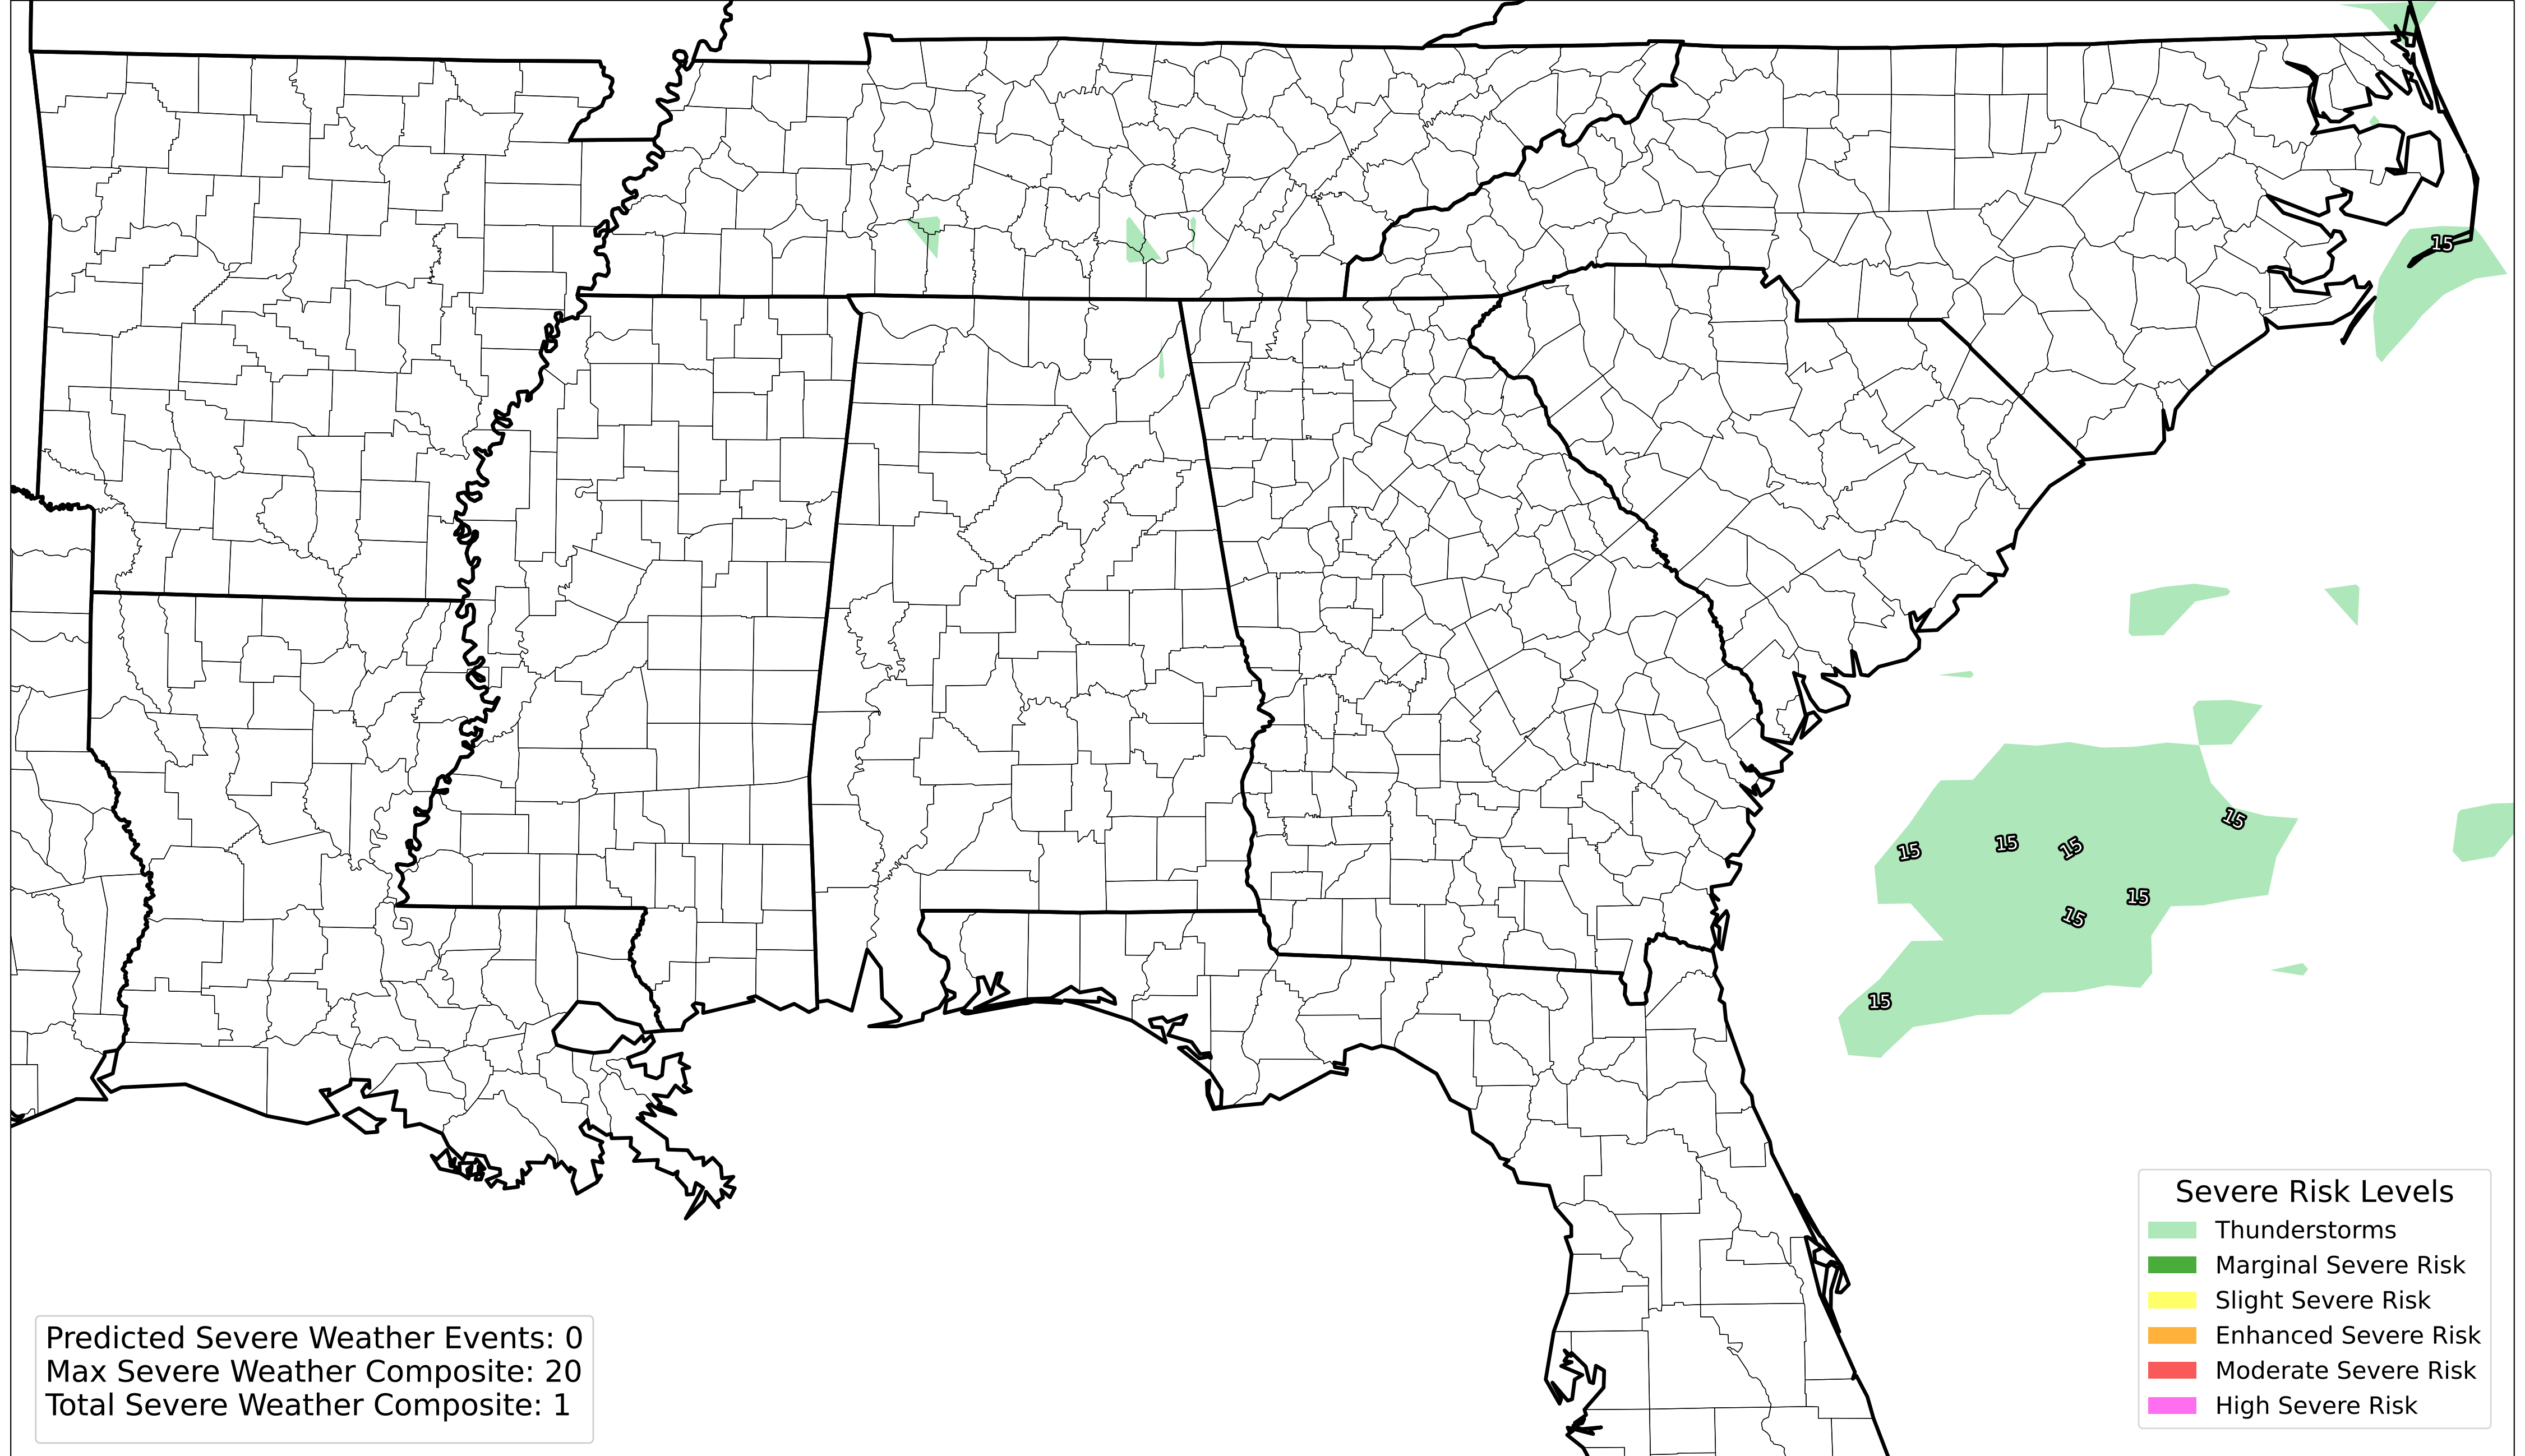 15
15
15
15
15
15
15
15
Severe Risk Levels
Thunderstorms
Marginal Severe Risk
Slight Severe Risk
Enhanced Severe Risk
Moderate Severe Risk
High Severe Risk
Predicted Severe Weather Events: 0
Max Severe Weather Composite: 20
Total Severe Weather Composite: 1